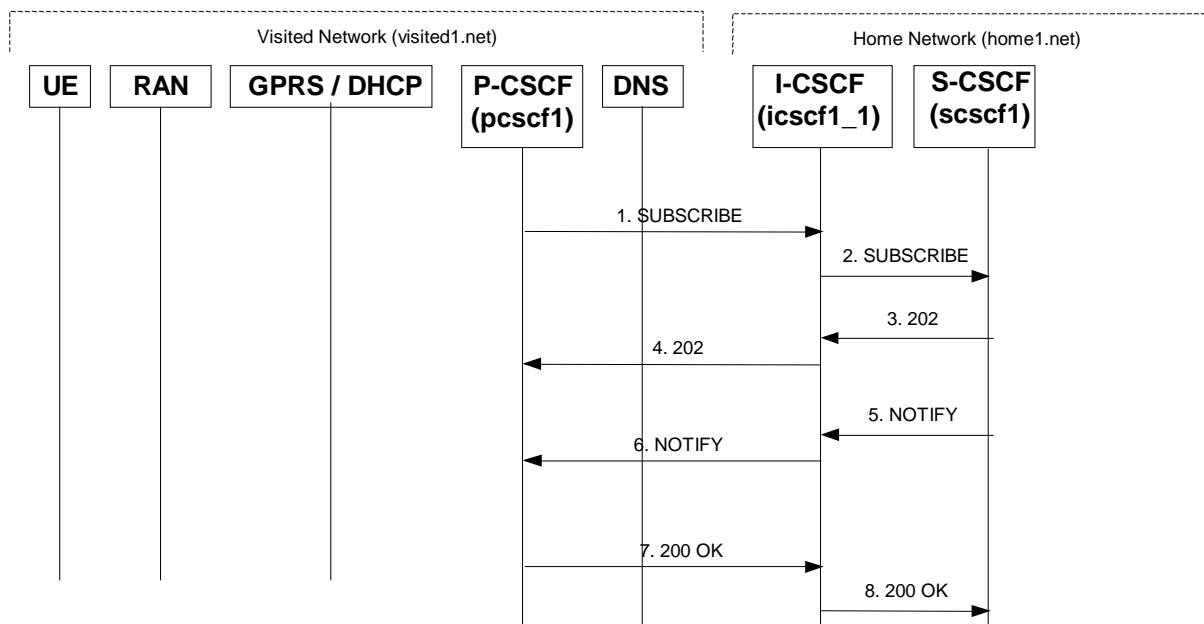 Visited Network (visited1.net)
Home Network (home1.net)
UE
RAN
GPRS / DHCP
P-CSCF
(pcscf1)
DNS
I-CSCF
(icscf1_1)
S-CSCF
(scscf1)
1. SUBSCRIBE
2. SUBSCRIBE
3. 202
4. 202
5. NOTIFY
6. NOTIFY
7. 200 OK
8. 200 OK